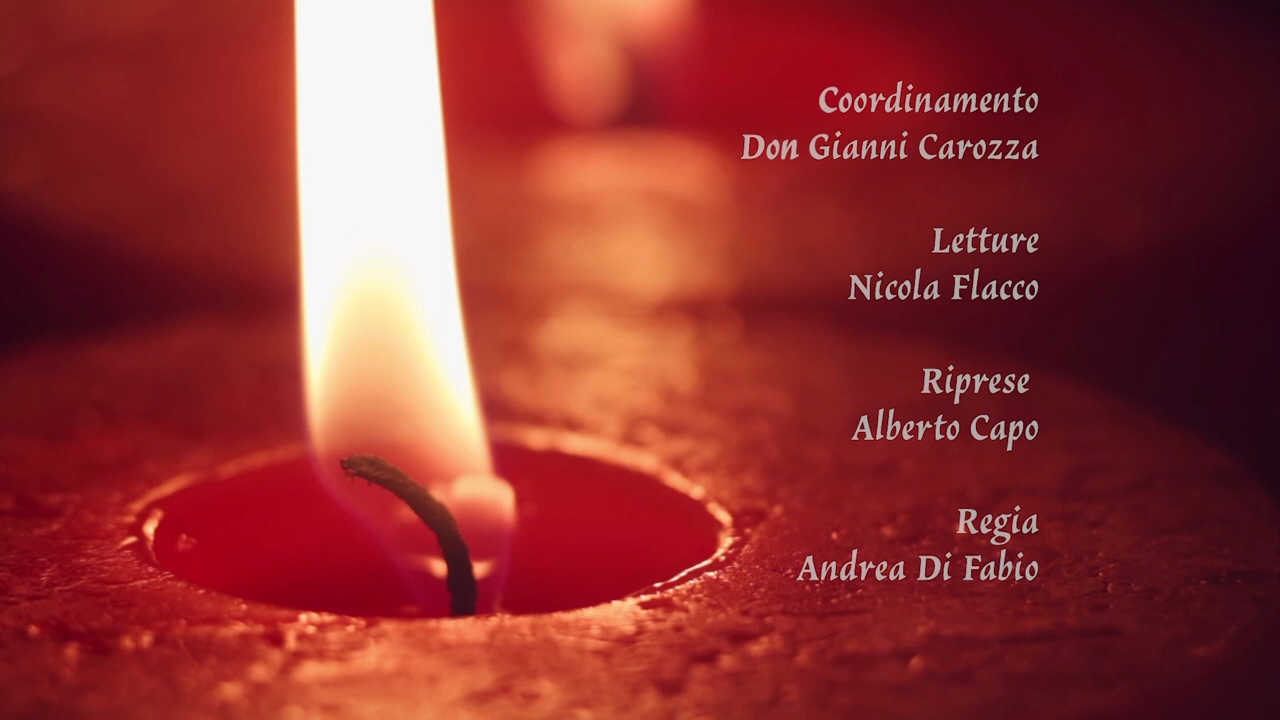 Coordinamento
Don Gianni Carozza
Letture
Nicola Flacco
Riprese
Alberto Capo
Regia
Andrea Di Fabio